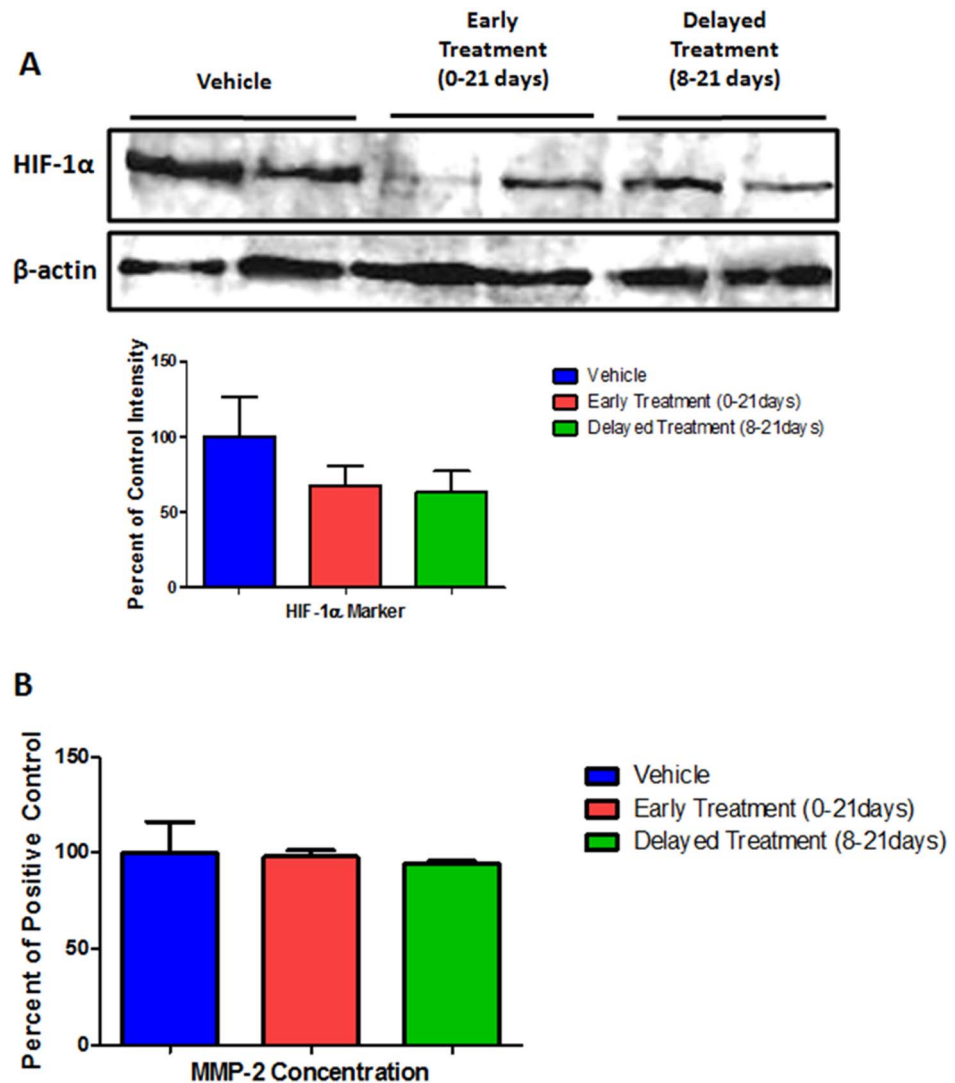 A
Vehicle
Early
Treatment
(0-21 days)
Delayed
Treatment
(8-21 days)
HIF-1α
β-actin
Percent of Control Intensity
150
100
50
0
HIF-1α Marker
Vehicle
Early Treatment (0-21days)
Delayed Treatment (8-21days)
B
Percent of Positive Control
150
100
50
0
MMP-2 Concentration
Vehicle
Early Treatment (0-21days)
Delayed Treatment (8-21days)